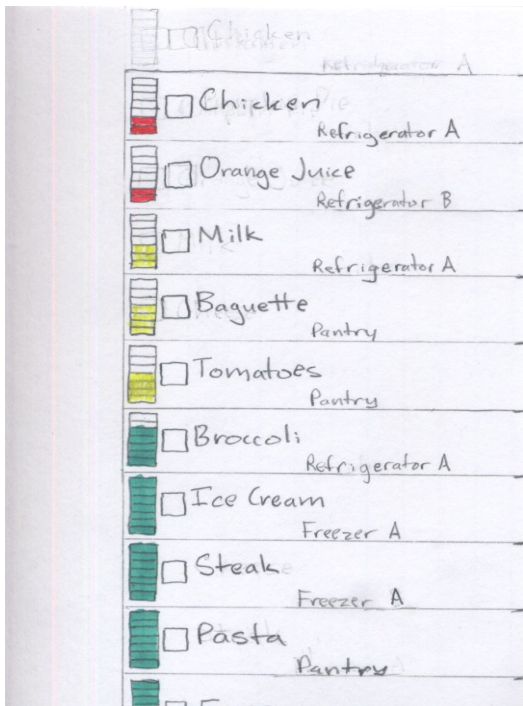 Chicken
Refrigerator A
Chicken
Refrigerator A
Orange Juice
Refrigerator B
Milk
Refrigerator A
Baguette
Pantry
Tomatoes
Pantry
Broccoli
Refrigerator A
Ice Cream
Freezer A
Steak
Freezer A
Pasta
Pantry